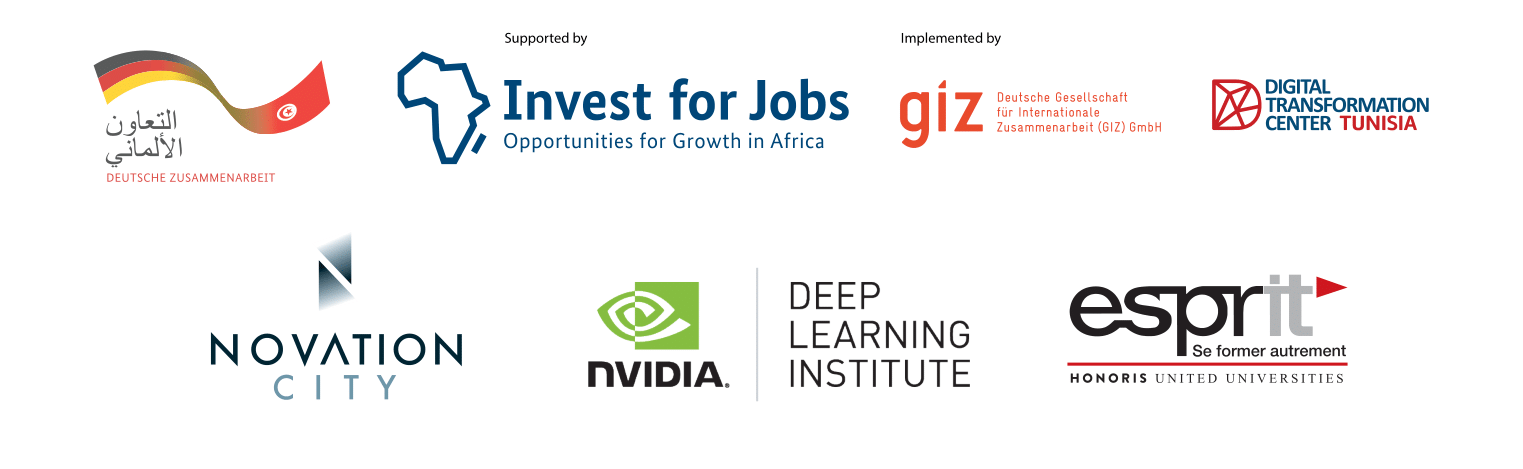 Supported by
Implemented by
التعاون
الألماني
DEUTSCHE ZUSAMMENARBEIT
Invest for Jobs
Opportunities for Growth in Africa
giz
Deutsche Gesellschaft
für Internationale
Zusammenarbeit (GIZ) GmbH
DIGITAL
TRANSFORMATION
CENTER TUNISIA
NOVATION
CITY
NVIDIA.
DEEP
LEARNING
INSTITUTE
esprit
Se former autrement
HONORIS UNITED UNIVERSITIES